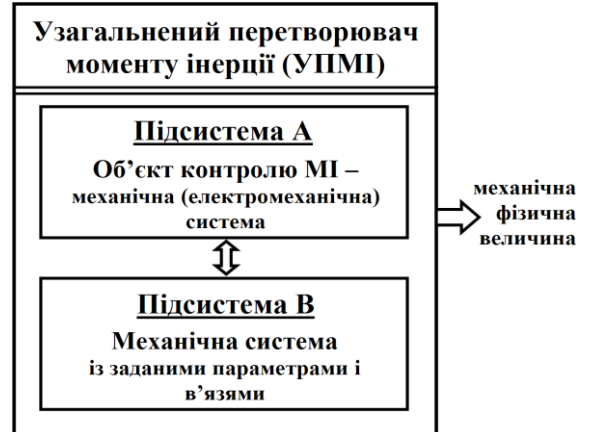 Узагальнений перетворювач
моменту інерції (УПМІ)
Підсистема А
Об’єкт контролю МІ –
механічна (електромеханічна)
система
механічна
фізична
величина
Підсистема В
Механічна система
із заданими параметрами і
в’язями